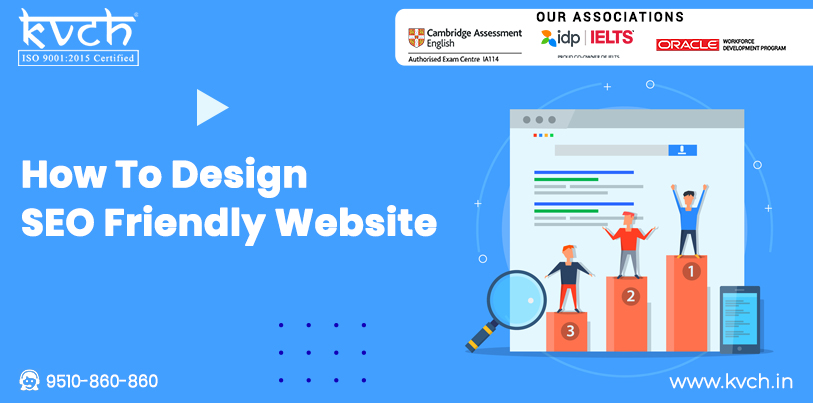 kvch®
ISO 9001:2015 Certified
OUR ASSOCIATIONS
Cambridge Assessment
English
Authorised Exam Centre IA114
idp IELTS
PROUD CO-OWNER OF IELTS
ORACLE
WORKFORCE
DEVELOPMENT PROGRAM
How To Design
SEO Friendly Website
1
2
3
9510-860-860
www.kvch.in